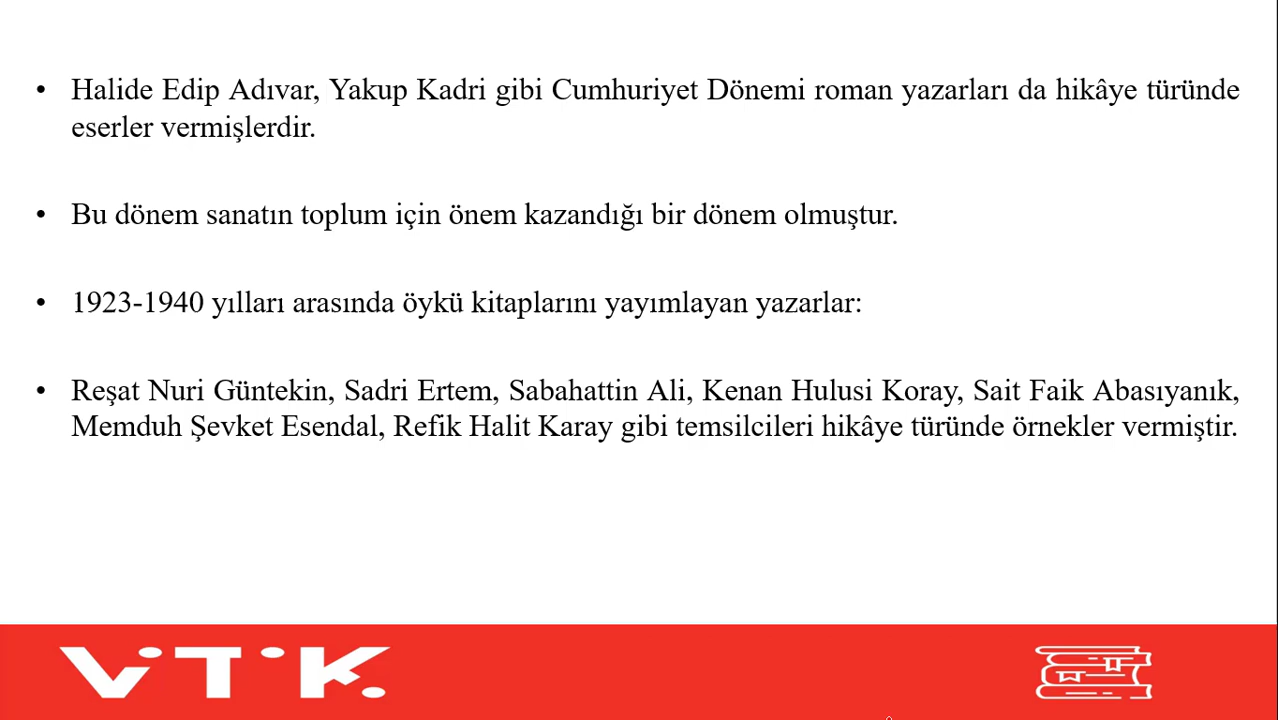 • Halide Edip Adıvar, Yakup Kadri gibi Cumhuriyet Dönemi roman yazarları da hikâye türünde
eserler vermişlerdir.
• Bu dönem sanatın toplum için önem kazandığı bir dönem olmuştur.
• 1923-1940 yılları arasında öykü kitaplarını yayımlayan yazarlar:
• Reşat Nuri Güntekin, Sadri Ertem, Sabahattin Ali, Kenan Hulusi Koray, Sait Faik Abasıyanık,
Memduh Şevket Esendal, Refik Halit Karay gibi temsilcileri hikâye türünde örnekler vermiştir.
VTK